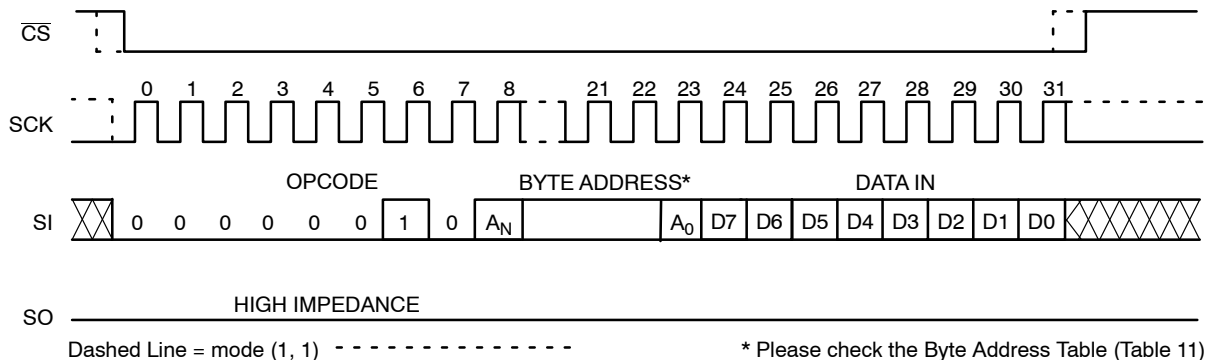 CS
0 1 2 3 4 5 6 7 8 21 22 23 24 25 26 27 28 29 30 31
SCK
OPCODE BYTE ADDRESS* DATA IN
SI 0 0 0 0 0 0 1 0 AN A0 D7 D6 D5 D4 D3 D2 D1 D0
HIGH IMPEDANCE
SO
Dashed Line = mode (1, 1) * Please check the Byte Address Table (Table 11)